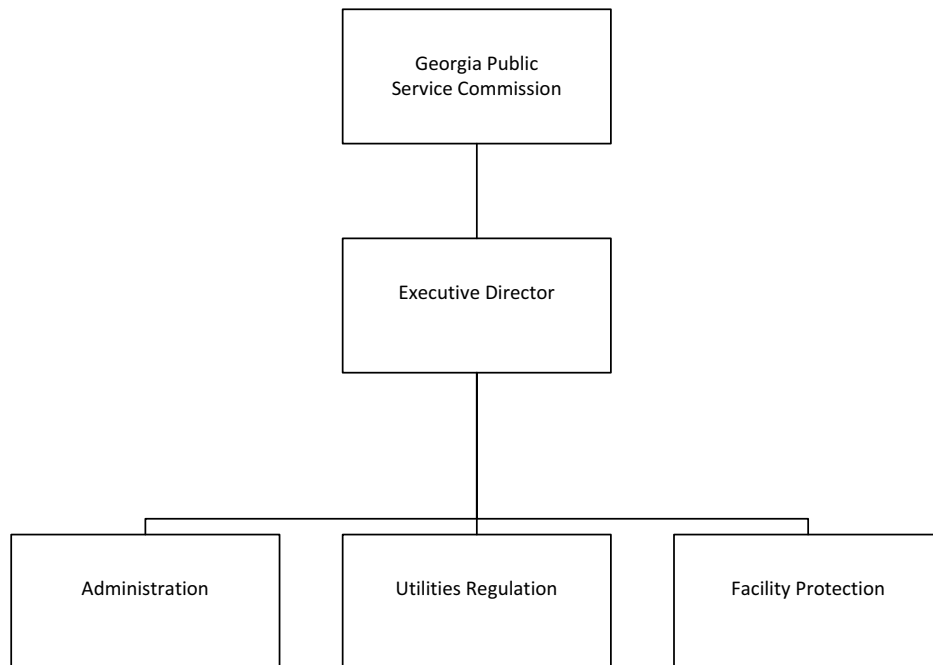 Georgia Public
Service Commission
Executive Director
Administration
Utilities Regulation
Facility Protection